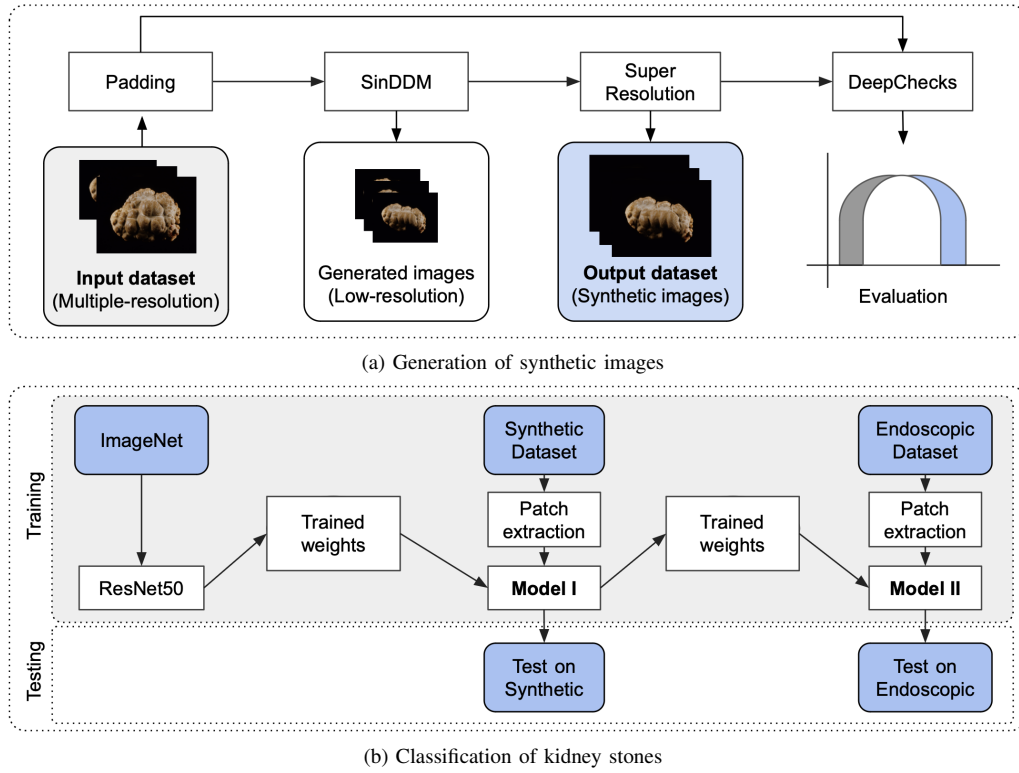 Padding
SinDDM
Super
Resolution
DeepChecks
Input dataset
(Multiple-resolution)
Generated images
(Low-resolution)
Output dataset
(Synthetic images)
Evaluation
(a) Generation of synthetic images
Training
ImageNet
Synthetic
Dataset
Endoscopic
Dataset
Trained
weights
Patch
extraction
Trained
weights
Patch
extraction
ResNet50
Model I
Model II
Testing
Test on
Synthetic
Test on
Endoscopic
(b) Classification of kidney stones